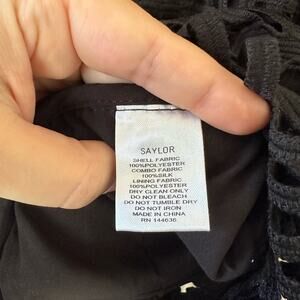 SAYLOR
SHELL FABRIC
100%POLYESTER
COMBO FABRIC
100%SILK
LINING FABRIC
100%POLYESTER
DRY CLEAN ONLY
DO NOT BLEACH
DO NOT TUMBLE DRY
DO NOT IRON
MADE IN CHINA
RN 144636